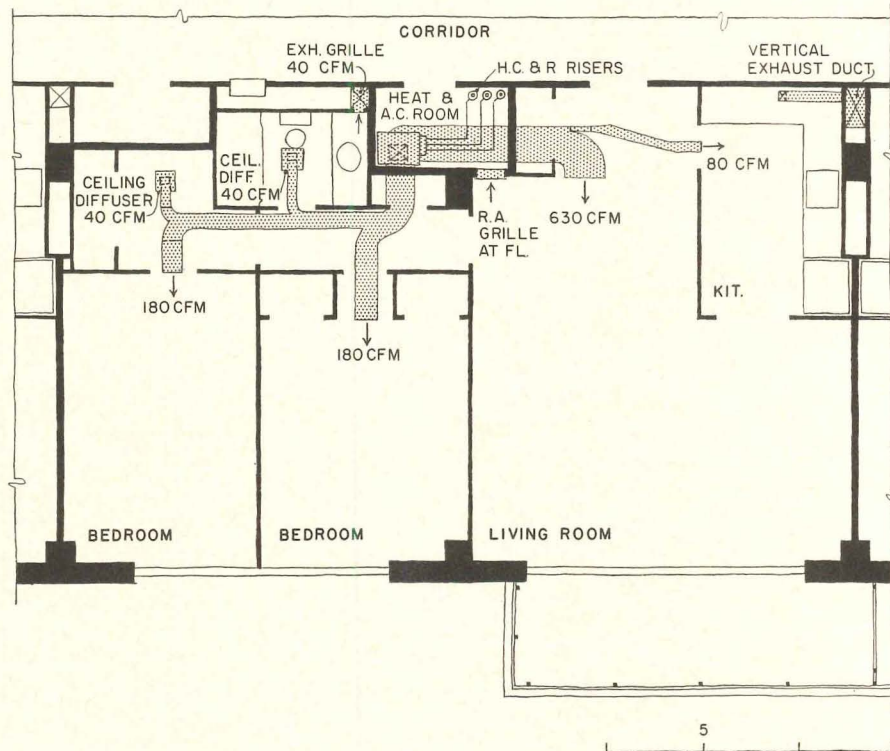 CORRIDOR
EXH. GRILLE
40 CFM
H.C. & R RISERS
VERTICAL
EXHAUST DUCT
HEAT &
A.C. ROOM
CEIL.
DIFF.
40 CFM
CEILING
DIFFUSER
40 CFM
80 CFM
R.A.
GRILLE
AT FL.
630 CFM
180 CFM
KIT.
180 CFM
BEDROOM
BEDROOM
LIVING ROOM
5